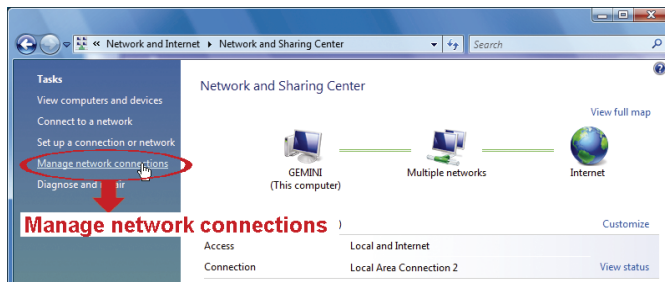 « Network and Internet ▸ Network and Sharing Center
Search
Tasks
View computers and devices
Connect to a network
Set up a connection or network
Manage network connections
Diagnose and
Network and Sharing Center
View full map
GEMINI
(This computer)
Multiple networks
Internet
Manage network connections
)
Customize
Access
Local and Internet
Connection
Local Area Connection 2
View status